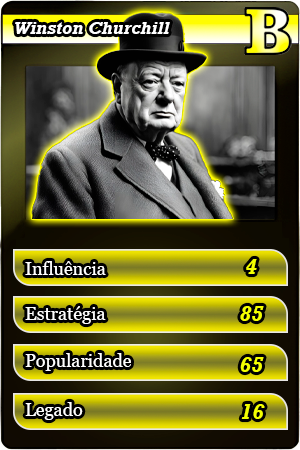 Winston Churchill B
Influência 4
Estratégia 85
Popularidade 65
Legado 16